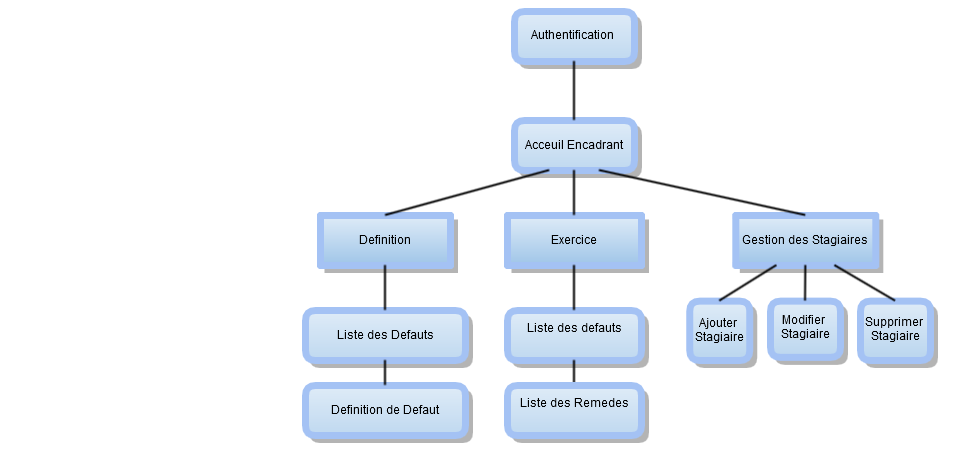 Authentification
Acceuil Encadrant
Definition
Exercice
Gestion des Stagiaires
Liste des Defauts
Liste des defauts
Ajouter
Stagiaire
Modifier
Stagiaire
Supprimer
Stagiaire
Definition de Defaut
Liste des Remedes